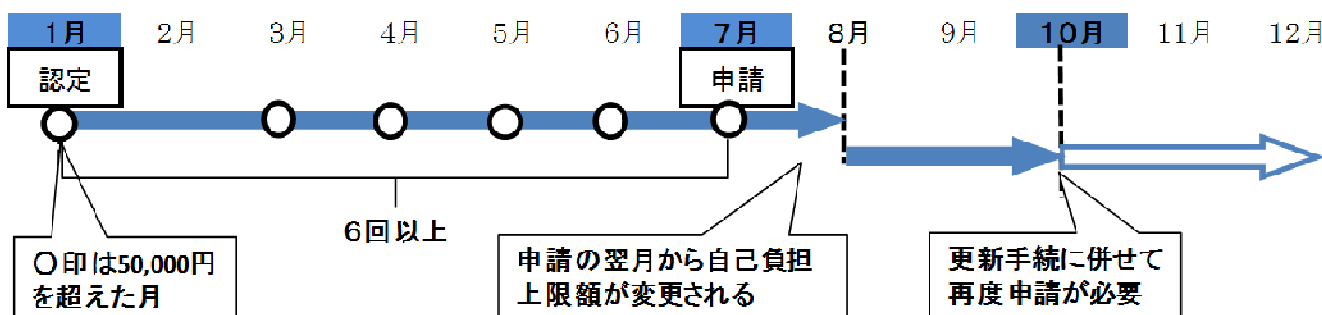 1月 2月 3月 4月 5月 6月 7月 8月 9月 10月 11月 12月
認定 申請
6回以上
〇印は50,000円
を超えた月
申請の翌月から自己負担
上限額が変更される
更新手続に併せて
再度申請が必要